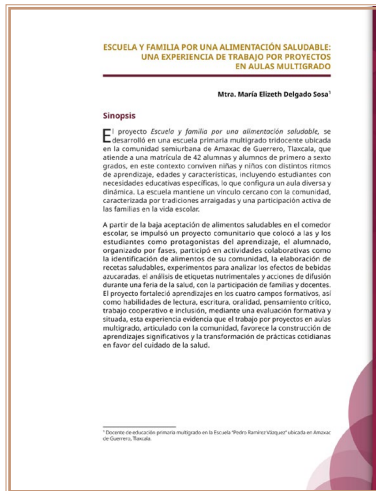 ESCUELA Y FAMILIA POR UNA ALIMENTACIÓN SALUDABLE:
UNA EXPERIENCIA DE TRABAJO POR PROYECTOS
EN AULAS MULTIGRADO
Mtra. María Elizeth Delgado Sosa¹
Sinopsis
El proyecto Escuela y familia por una alimentación saludable, se
desarrolló en una escuela primaria multigrado tridocente ubicada
en la comunidad semiurbana de Amaxac de Guerrero, Tlaxcala, que
atiende a una matrícula de 42 alumnas y alumnos de primero a sexto
grados, en este contexto conviven niñas y niños con distintos ritmos
de aprendizaje, edades y características, incluyendo estudiantes con
necesidades educativas específicas, lo que configura un aula diversa y
dinámica. La escuela mantiene un vínculo cercano con la comunidad,
caracterizada por tradiciones arraigadas y una participación activa de
las familias en la vida escolar.
A partir de la baja aceptación de alimentos saludables en el comedor
escolar, se impulsó un proyecto comunitario que colocó a las y los
estudiantes como protagonistas del aprendizaje, el alumnado,
organizado por fases, participó en actividades colaborativas como
la identificación de alimentos de su comunidad, la elaboración de
recetas saludables, experimentos para analizar los efectos de bebidas
azucaradas. el análisis de etiquetas nutrimentales y acciones de difusión
durante una feria de la salud, con la participación de familias y docentes.
El proyecto fortaleció aprendizajes en los cuatro campos formativos, así
como habilidades de lectura, escritura, oralidad, pensamiento crítico,
trabajo cooperativo e inclusión, mediante una evaluación formativa y
situada, esta experiencia evidencia que el trabajo por proyectos en aulas
multigrado, articulado con la comunidad, favorece la construcción de
aprendizajes significativos y la transformación de prácticas cotidianas
en favor del cuidado de la salud.
¹ Docente de educación primaria multigrado en la Escuela "Pedro Ramírez Vázquez" ubicada en Amaxac
de Guerrero, Tlaxcala.